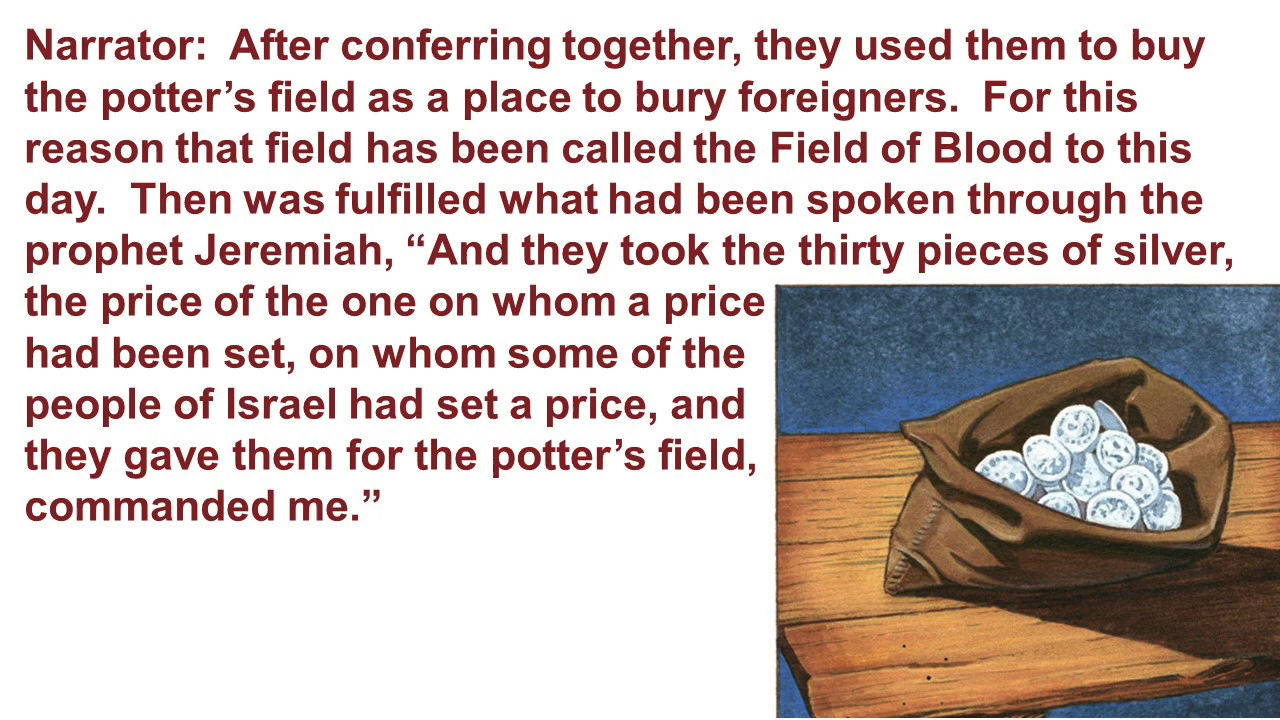 Narrator:  After conferring together, they used them to buy
the potter’s field as a place to bury foreigners.  For this
reason that field has been called the Field of Blood to this
day.  Then was fulfilled what had been spoken through the
prophet Jeremiah, “And they took the thirty pieces of silver,
the price of the one on whom a price
had been set, on whom some of the
people of Israel had set a price, and
they gave them for the potter’s field,
commanded me.”